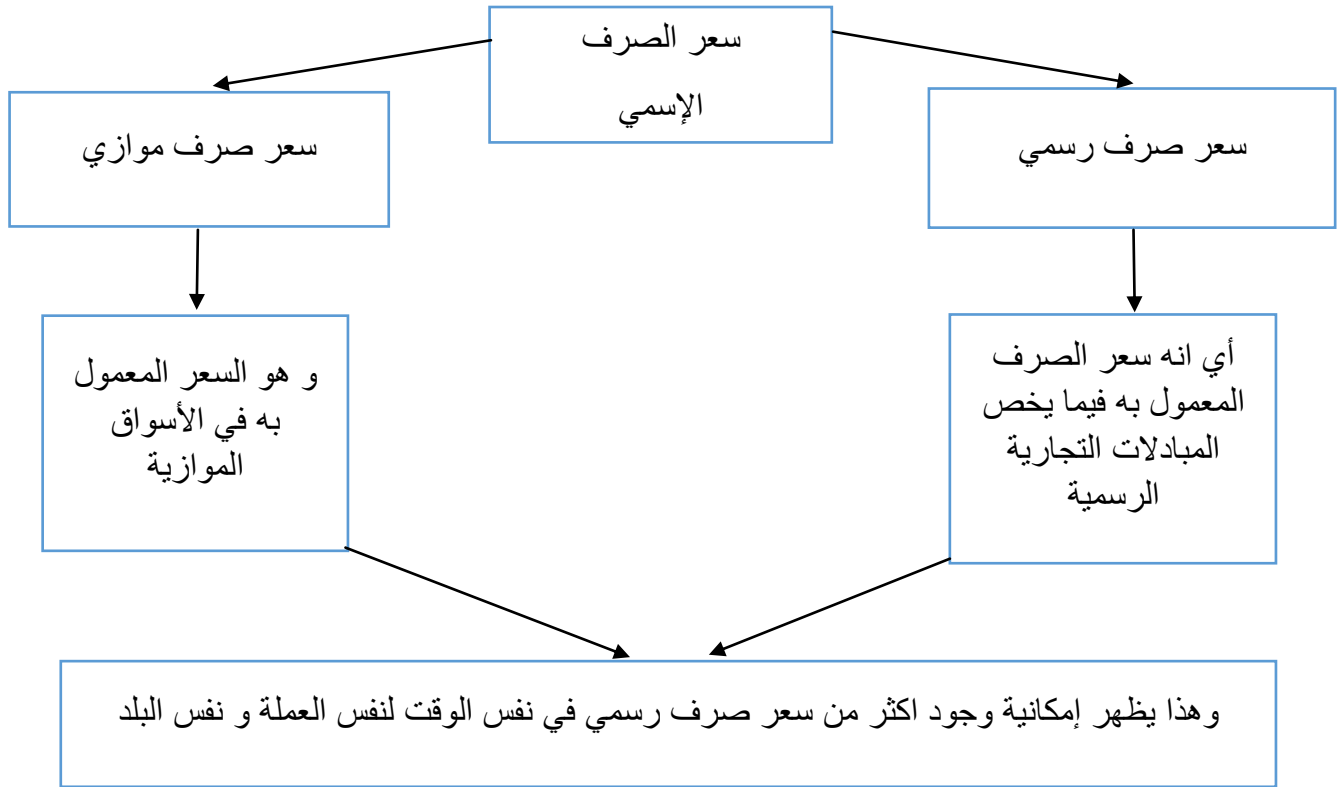 سعر الصرف
الإسمي
سعر صرف رسمي
سعر صرف موازي
أي انه سعر الصرف
المعمول به فيما يخص
المبادلات التجارية
الرسمية
و هو السعر المعمول
به في الأسواق
الموازية
وهذا يظهر إمكانية وجود اكثر من سعر صرف رسمي في نفس الوقت لنفس العملة و نفس البلد